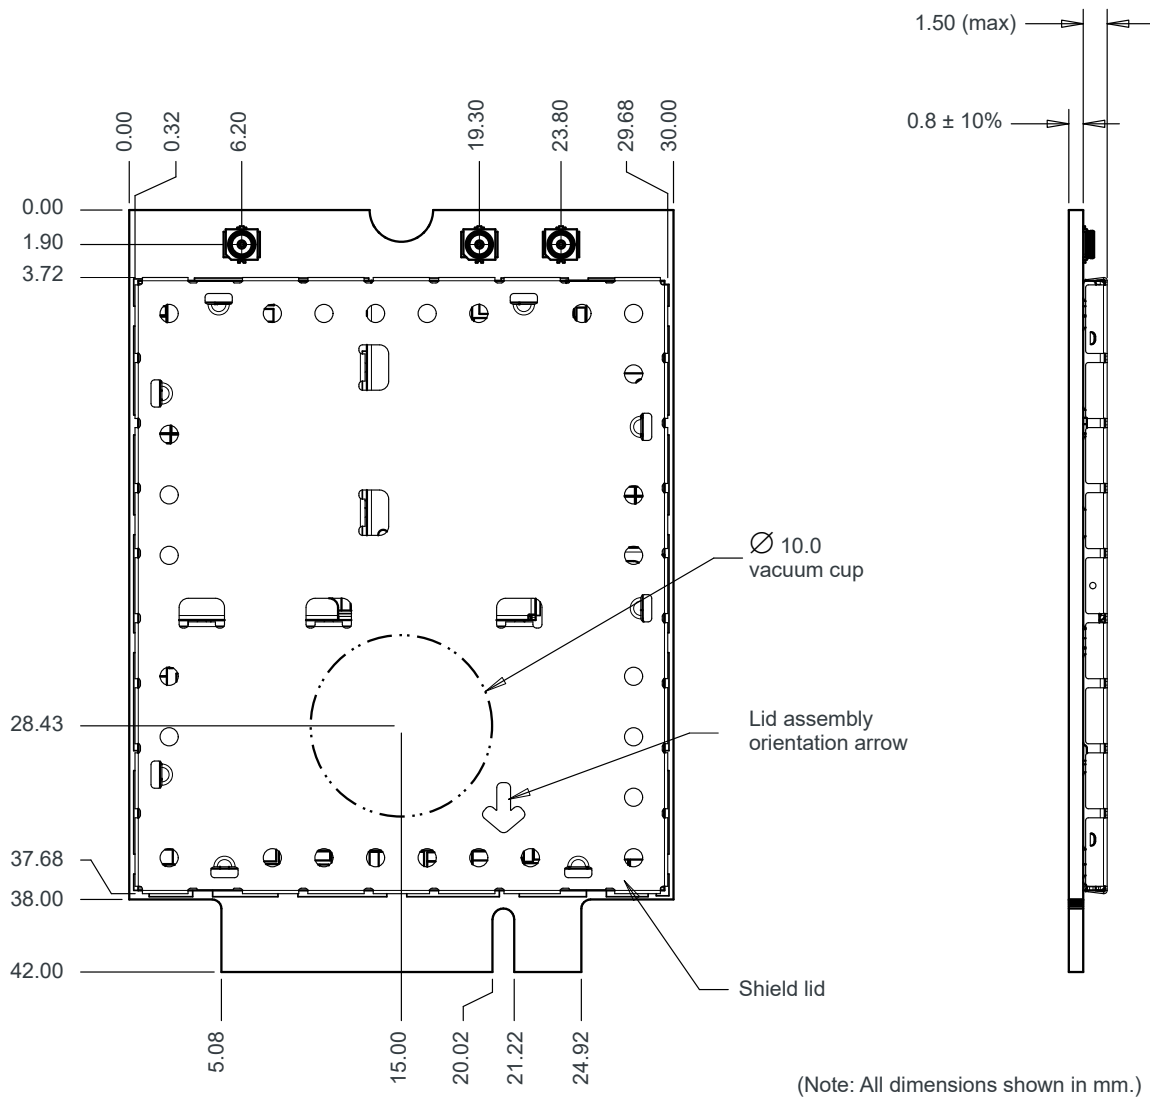 1.50 (max)
0.8 ± 10%
0.00
0.32
6.20
19.30
23.80
29.68
30.00
0.00
1.90
3.72
Ø 10.0
vacuum cup
28.43
Lid assembly
orientation arrow
37.68
38.00
42.00
Shield lid
5.08
15.00
20.02
21.22
24.92
(Note: All dimensions shown in mm.)